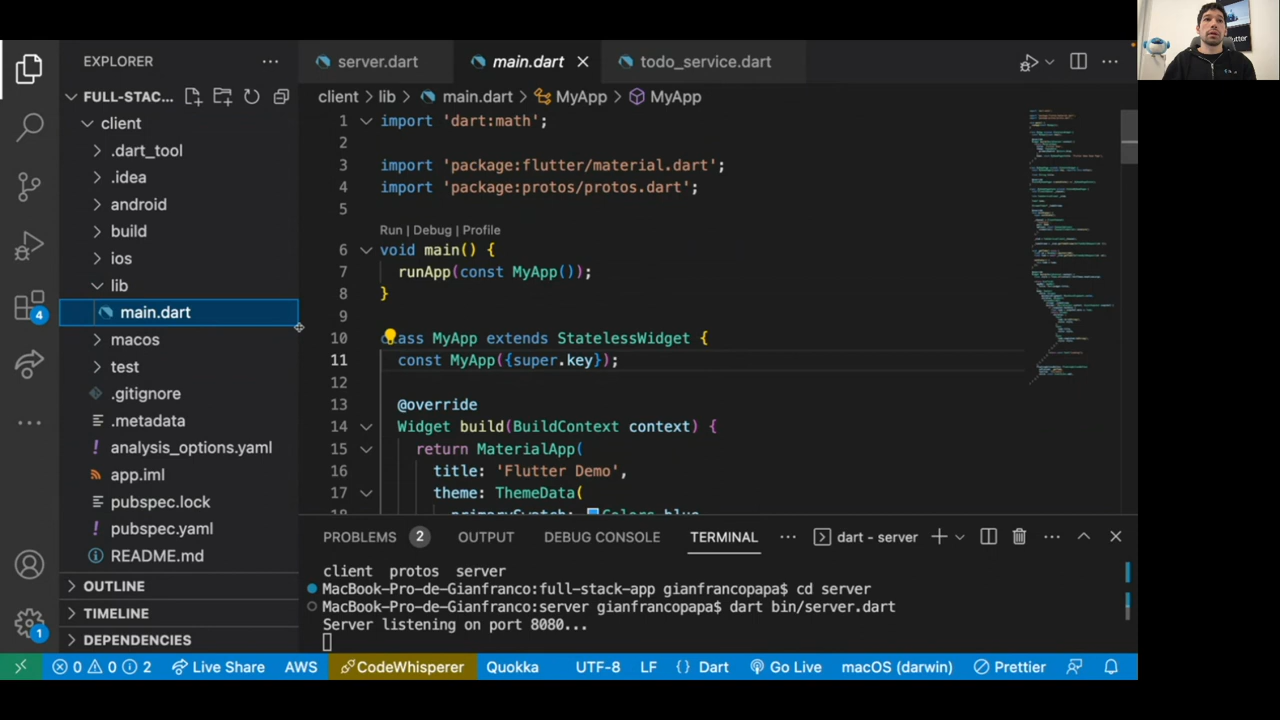 EXPLORER
FULL-STAC...
client
.dart_tool
.idea
android
build
ios
lib
main.dart
macos
test
.gitignore
.metadata
analysis_options.yaml
app.iml
pubspec.lock
pubspec.yaml
README.md
OUTLINE
TIMELINE
DEPENDENCIES
4
1
server.dart
main.dart
todo_service.dart
client > lib > main.dart > MyApp > MyApp
1 import 'dart:math';
2
3 import 'package:flutter/material.dart';
4 import 'package:protos/protos.dart';
5
Run | Debug | Profile
6 void main() {
7 runApp(const MyApp());
8 }
9
10 class MyApp extends StatelessWidget {
11 const MyApp({super.key});
12
13 @override
14 Widget build(BuildContext context) {
15 return MaterialApp(
16 title: 'Flutter Demo',
17 theme: ThemeData(
18 primarySwatch: Colors.blue
PROBLEMS 2 OUTPUT DEBUG CONSOLE TERMINAL ... dart - server
client protos server
MacBook-Pro-de-Gianfranco:full-stack-app gianfrancopapa$ cd server
MacBook-Pro-de-Gianfranco:server gianfrancopapa$ dart bin/server.dart
Server listening on port 8080...
0 0 2 Live Share AWS CodeWhisperer Quokka UTF-8 LF {} Dart Go Live macOS (darwin) Prettier